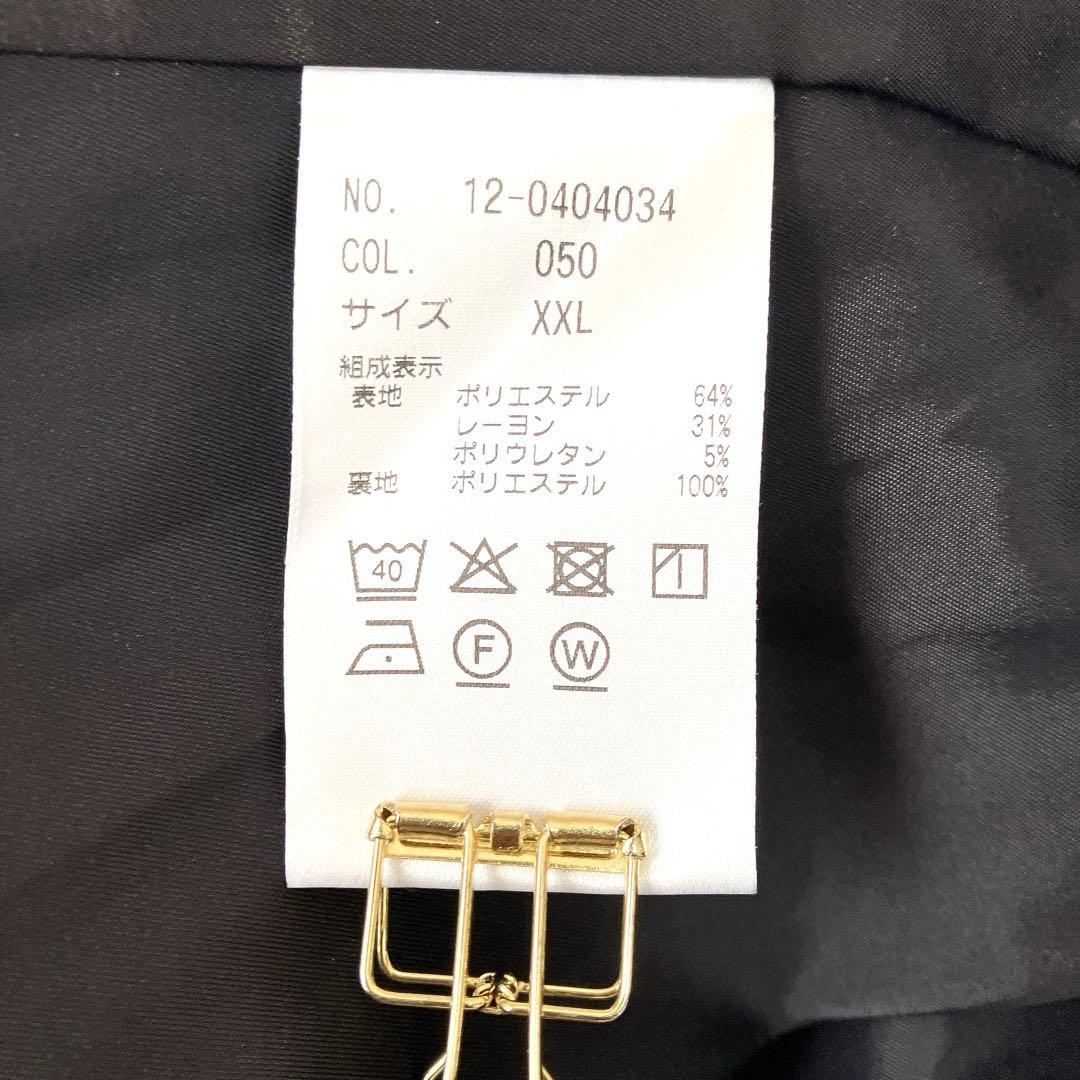 NO. 12-0404034
COL. 050
サイズ XXL
組成表示
表地 ポリエステル 64%
レーヨン 31%
ポリウレタン 5%
裏地 ポリエステル 100%
40
F W